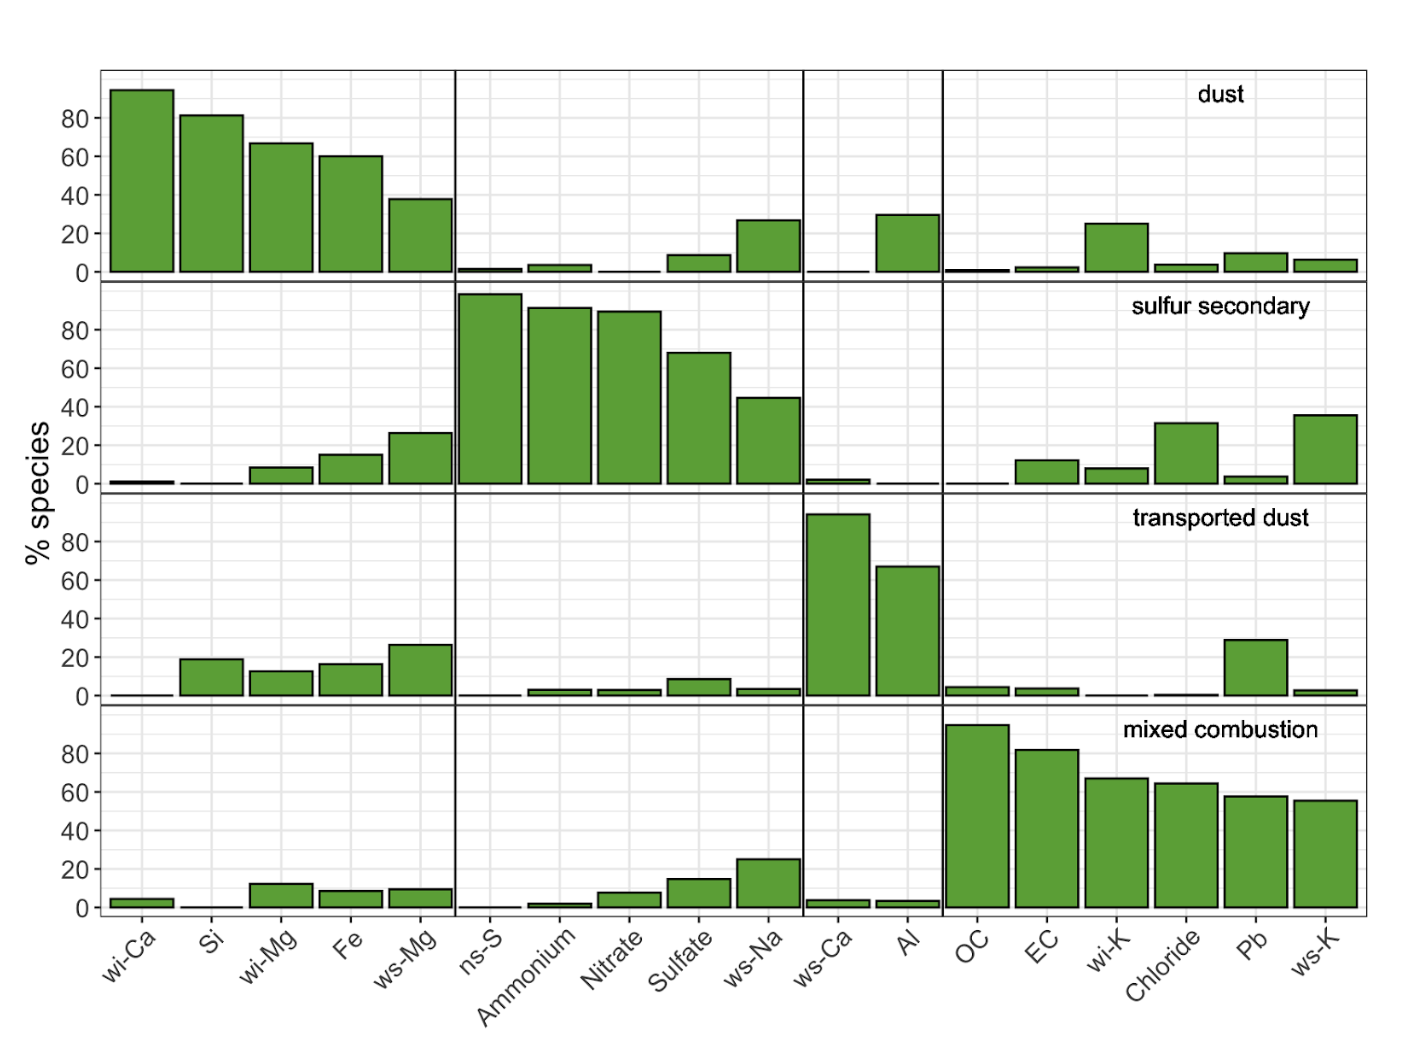 dust
80
60
40
20
0
sulfur secondary
80
60
40
20
0
transported dust
80
60
40
20
0
mixed combustion
80
60
40
20
0
% species
wi-Ca
Si
wi-Mg
Fe
ws-Mg
ns-S
Ammonium
Nitrate
Sulfate
ws-Na
ws-Ca
Al
OC
EC
wi-K
Chloride
Pb
ws-K